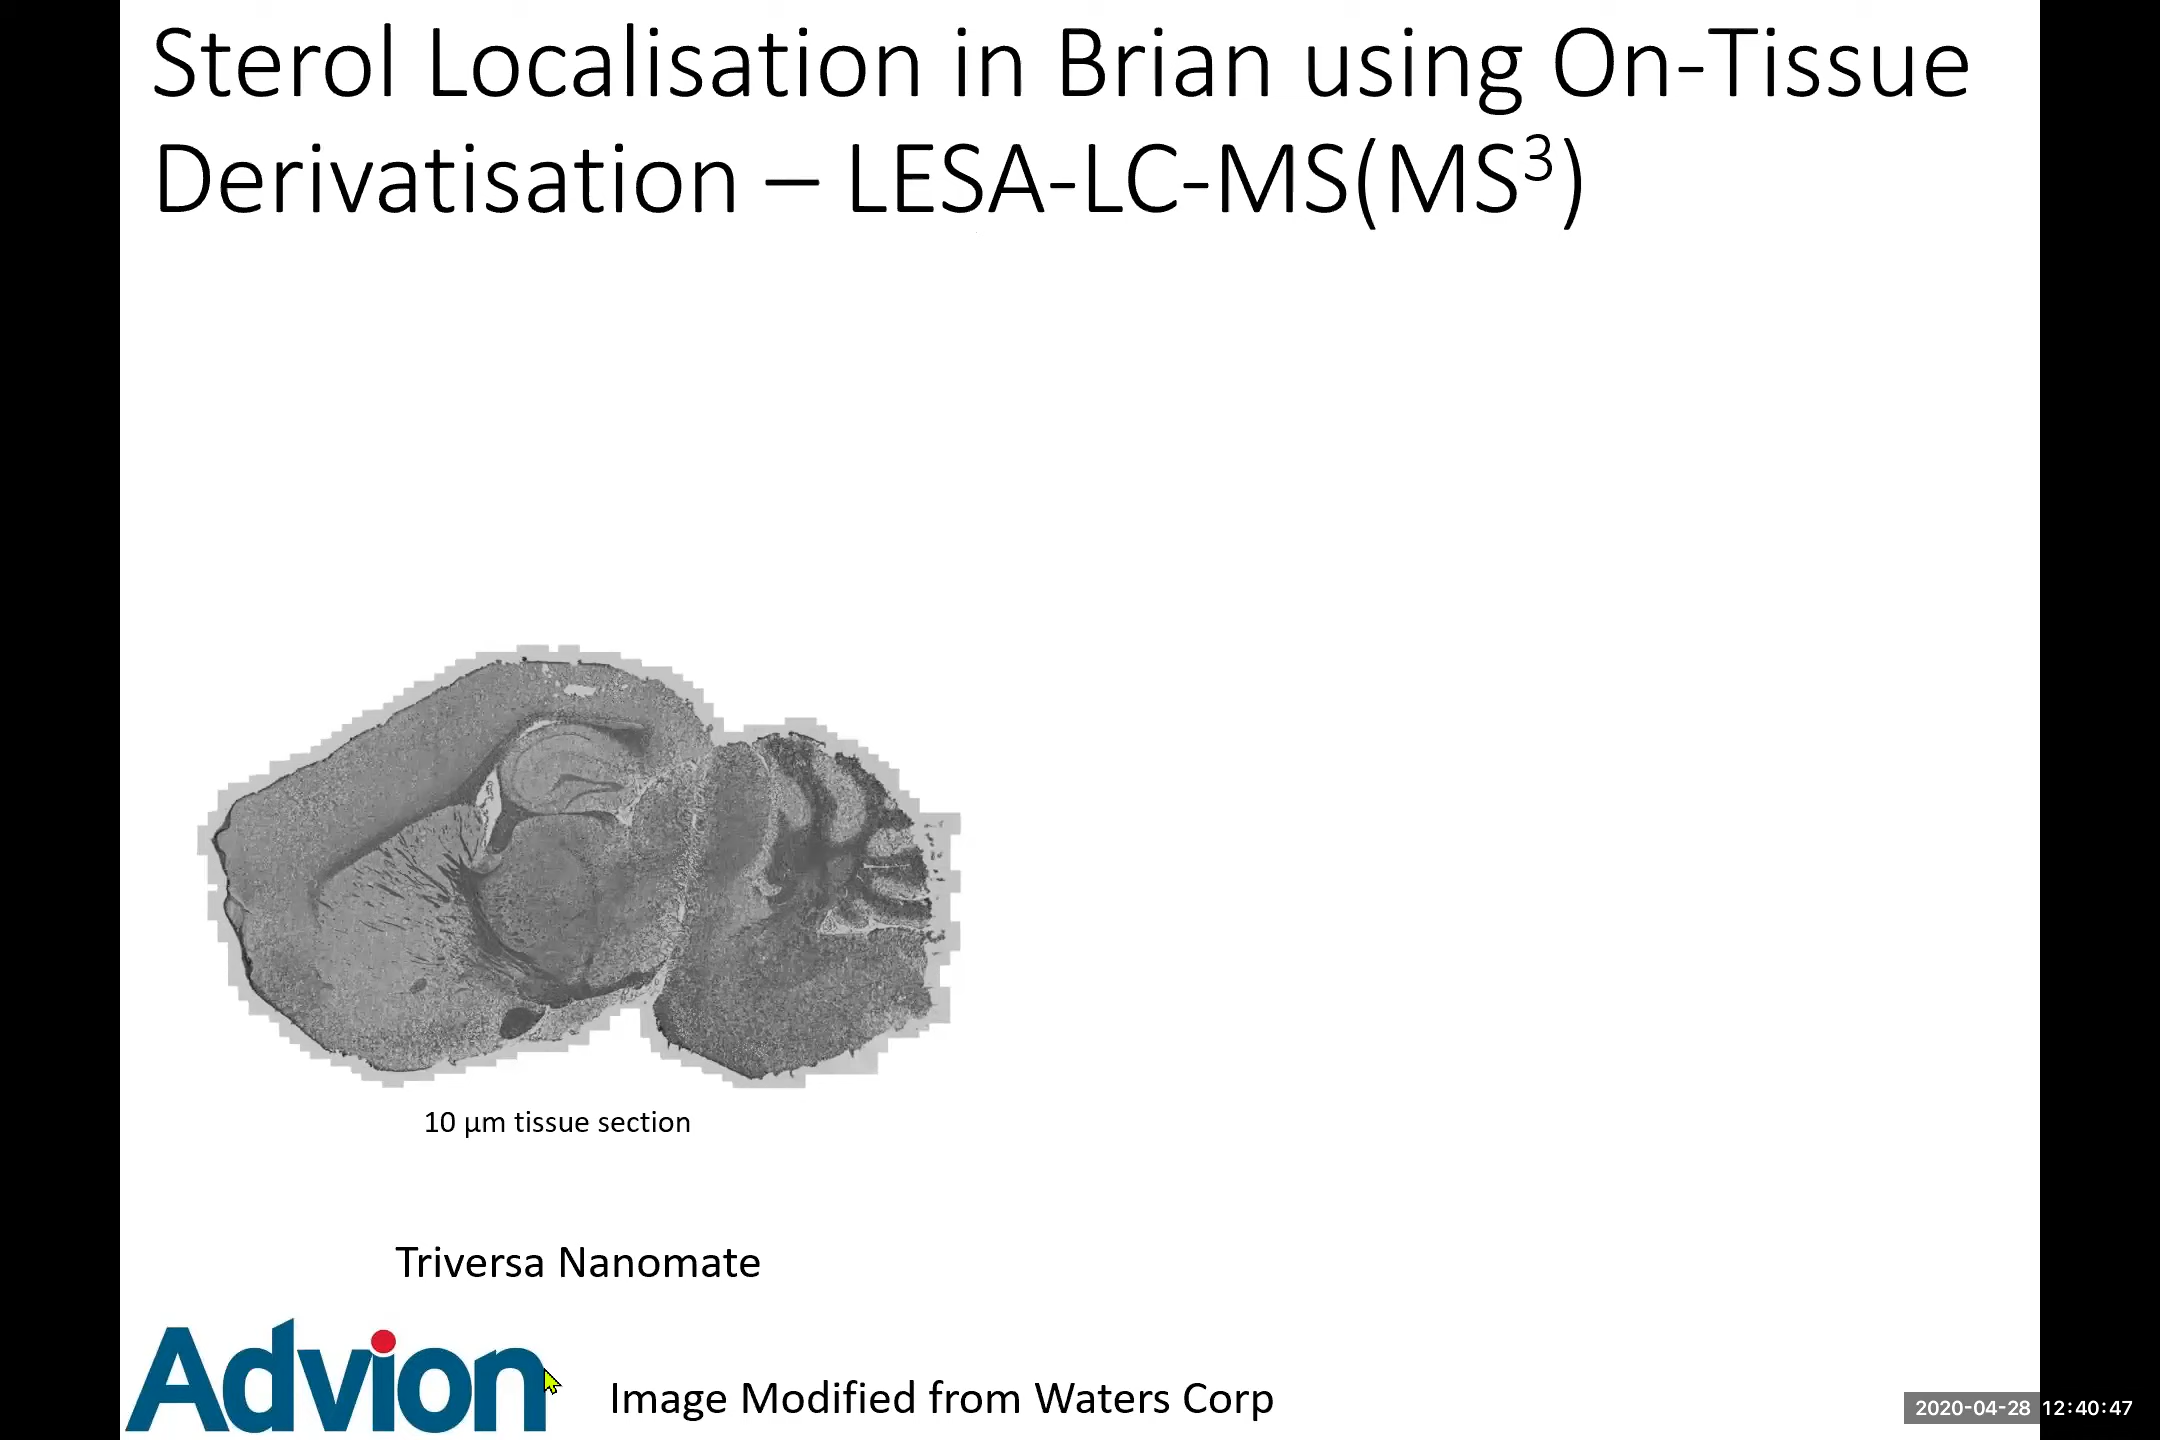 Sterol Localisation in Brian using On-Tissue
Derivatisation – LESA-LC-MS(MS³)
10 µm tissue section
Triversa Nanomate
Advion
Image Modified from Waters Corp
2020-04-28 12:40:47